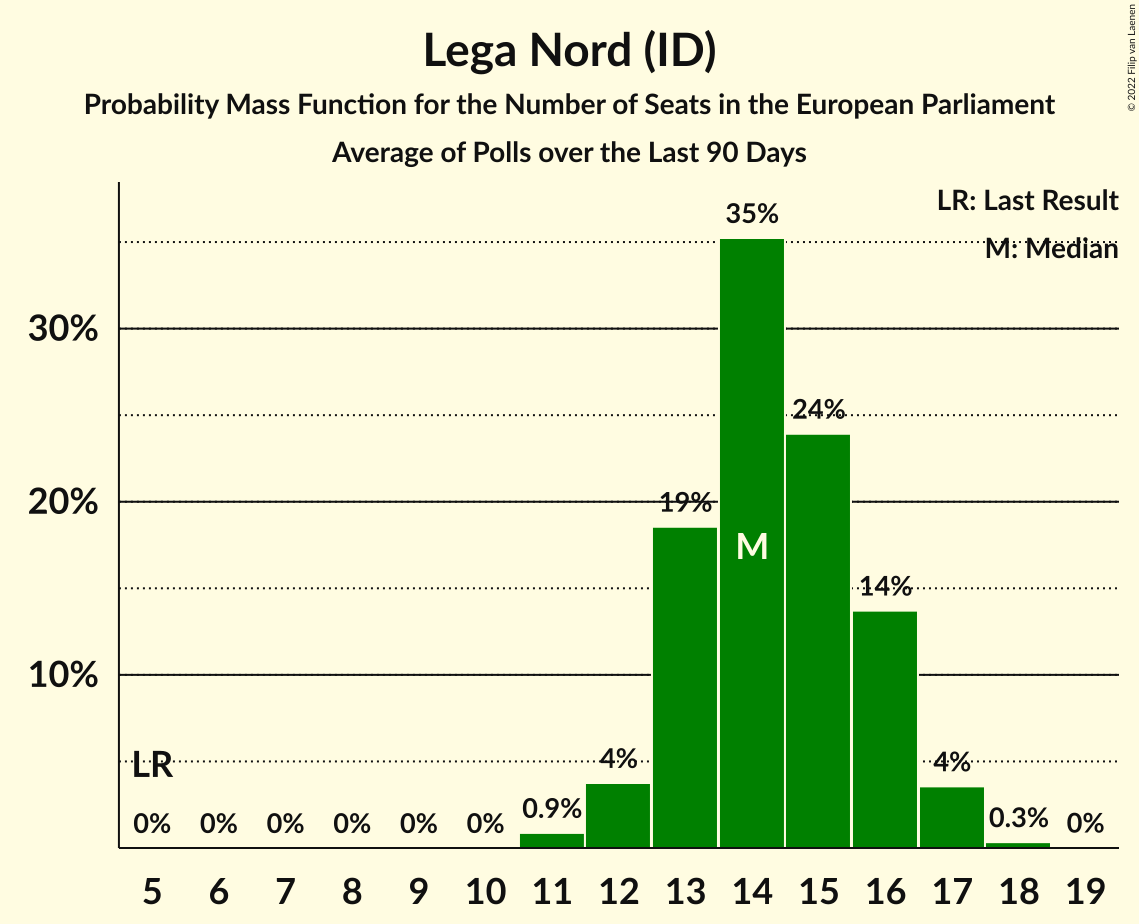 Lega Nord (ID)
Probability Mass Function for the Number of Seats in the European Parliament
Average of Polls over the Last 90 Days
© 2022 Filip van Laenen
LR: Last Result
M: Median
35%
30%
24%
20%
19%
M
14%
10%
LR
4%
4%
0% 0% 0% 0% 0% 0% 0.9% 0.3% 0%
5 6 7 8 9 10 11 12 13 14 15 16 17 18 19